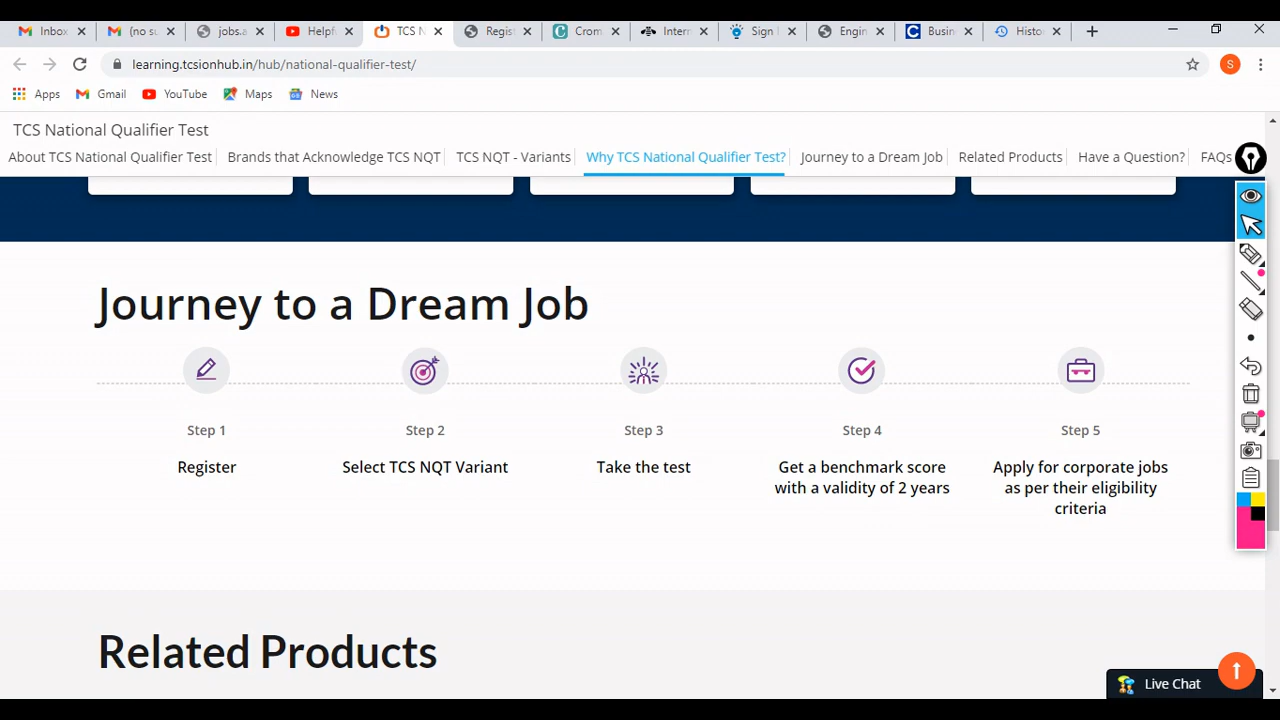 Inbox (no su jobs.a Helpf TCS N Regist Crom Intern Sign I Engin Busin Histo
learning.tcsionhub.in/hub/national-qualifier-test/ S
Apps Gmail YouTube Maps News
TCS National Qualifier Test
About TCS National Qualifier Test Brands that Acknowledge TCS NQT TCS NQT - Variants Why TCS National Qualifier Test? Journey to a Dream Job Related Products Have a Question? FAQs
Journey to a Dream Job
Step 1 Step 2 Step 3 Step 4 Step 5
Register Select TCS NQT Variant Take the test Get a benchmark score Apply for corporate jobs
with a validity of 2 years as per their eligibility
criteria
Related Products
Live Chat